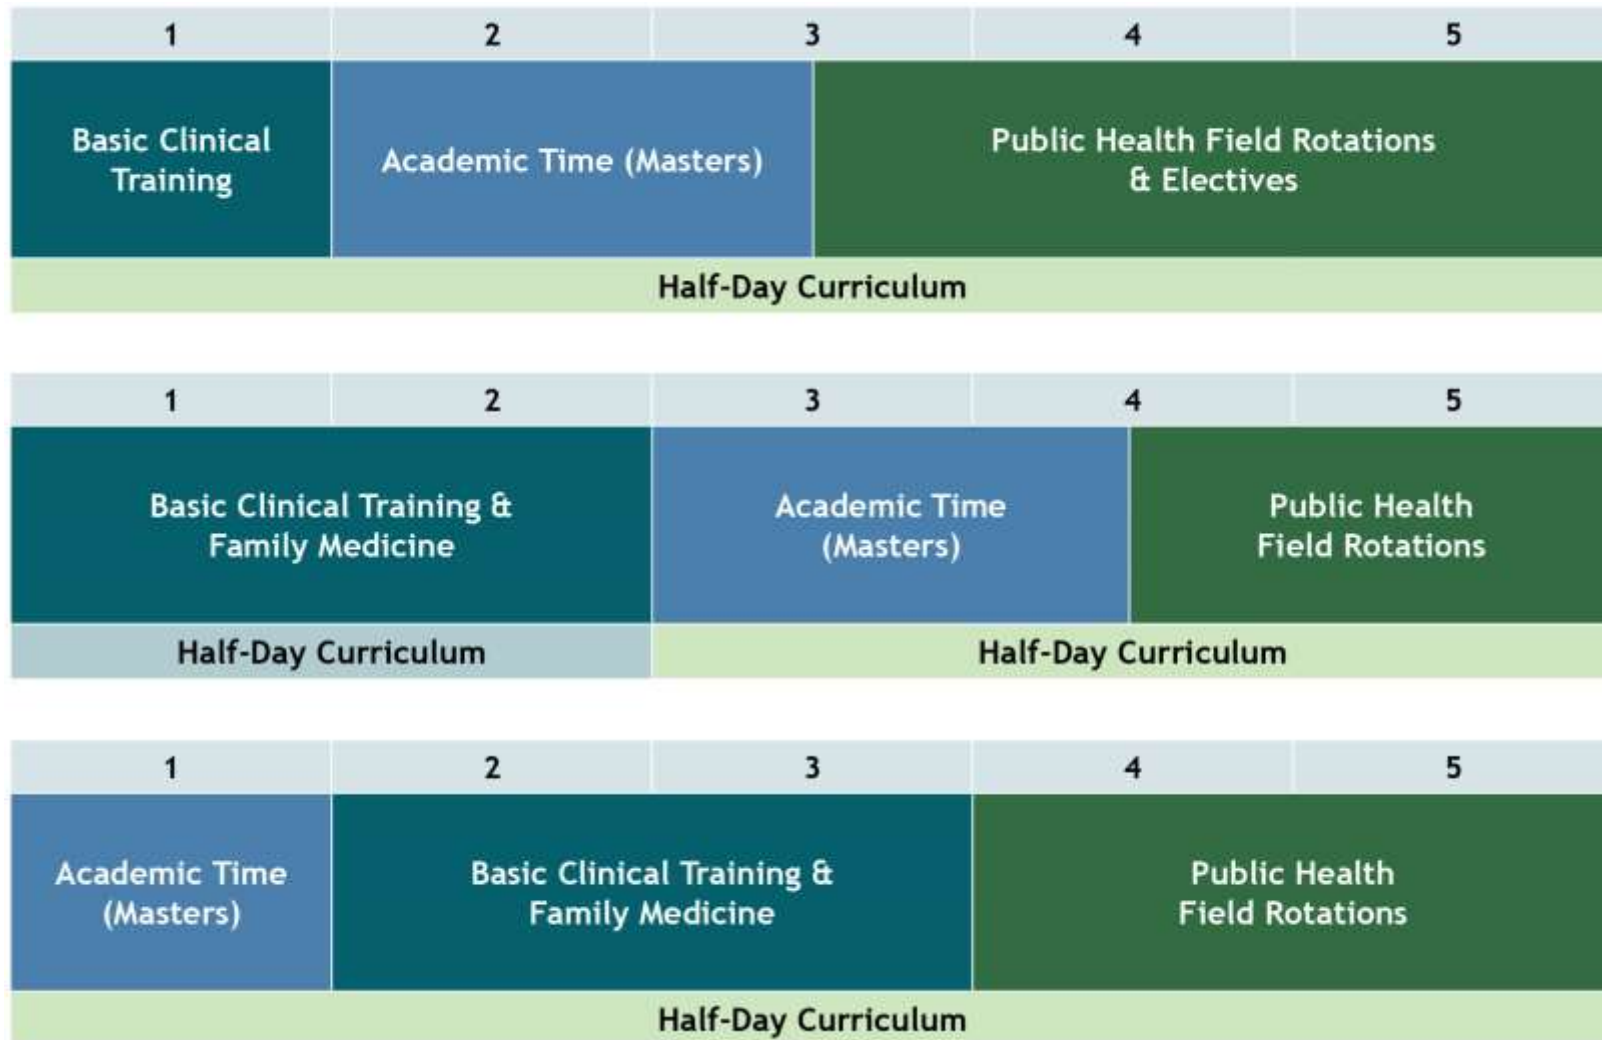 1 2 3 4 5
Basic Clinical
Training
Academic Time (Masters)
Public Health Field Rotations
& Electives
Half-Day Curriculum
1 2 3 4 5
Basic Clinical Training &
Family Medicine
Academic Time
(Masters)
Public Health
Field Rotations
Half-Day Curriculum
Half-Day Curriculum
1 2 3 4 5
Academic Time
(Masters)
Basic Clinical Training &
Family Medicine
Public Health
Field Rotations
Half-Day Curriculum